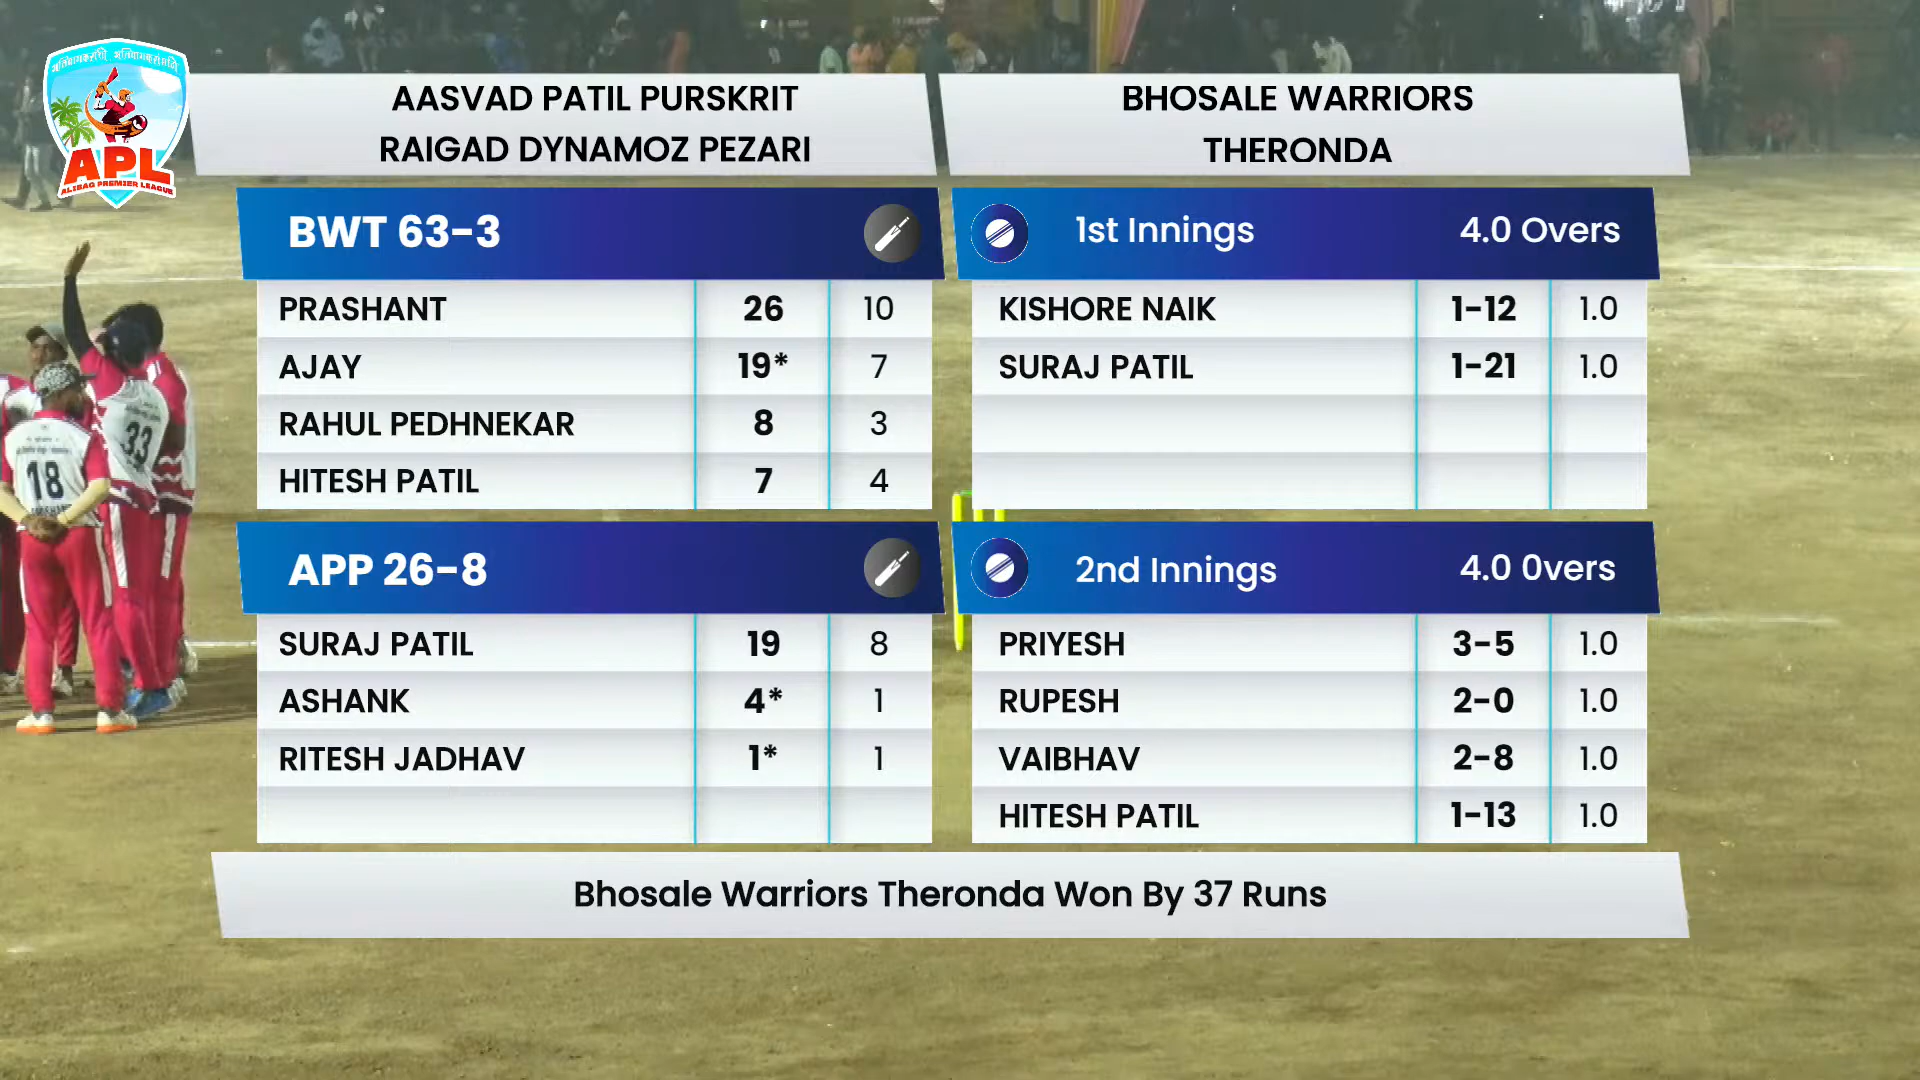 APL
ALIBAG PREMIER LEAGUE
AASVAD PATIL PURSKRIT
RAIGAD DYNAMOZ PEZARI
BHOSALE WARRIORS
THERONDA
BWT 63-3
1st Innings 4.0 Overs
PRASHANT 26 10
AJAY 19* 7
RAHUL PEDHNEKAR 8 3
HITESH PATIL 7 4
KISHORE NAIK 1-12 1.0
SURAJ PATIL 1-21 1.0
APP 26-8
2nd Innings 4.0 0vers
SURAJ PATIL 19 8
ASHANK 4* 1
RITESH JADHAV 1* 1
PRIYESH 3-5 1.0
RUPESH 2-0 1.0
VAIBHAV 2-8 1.0
HITESH PATIL 1-13 1.0
Bhosale Warriors Theronda Won By 37 Runs
33
18